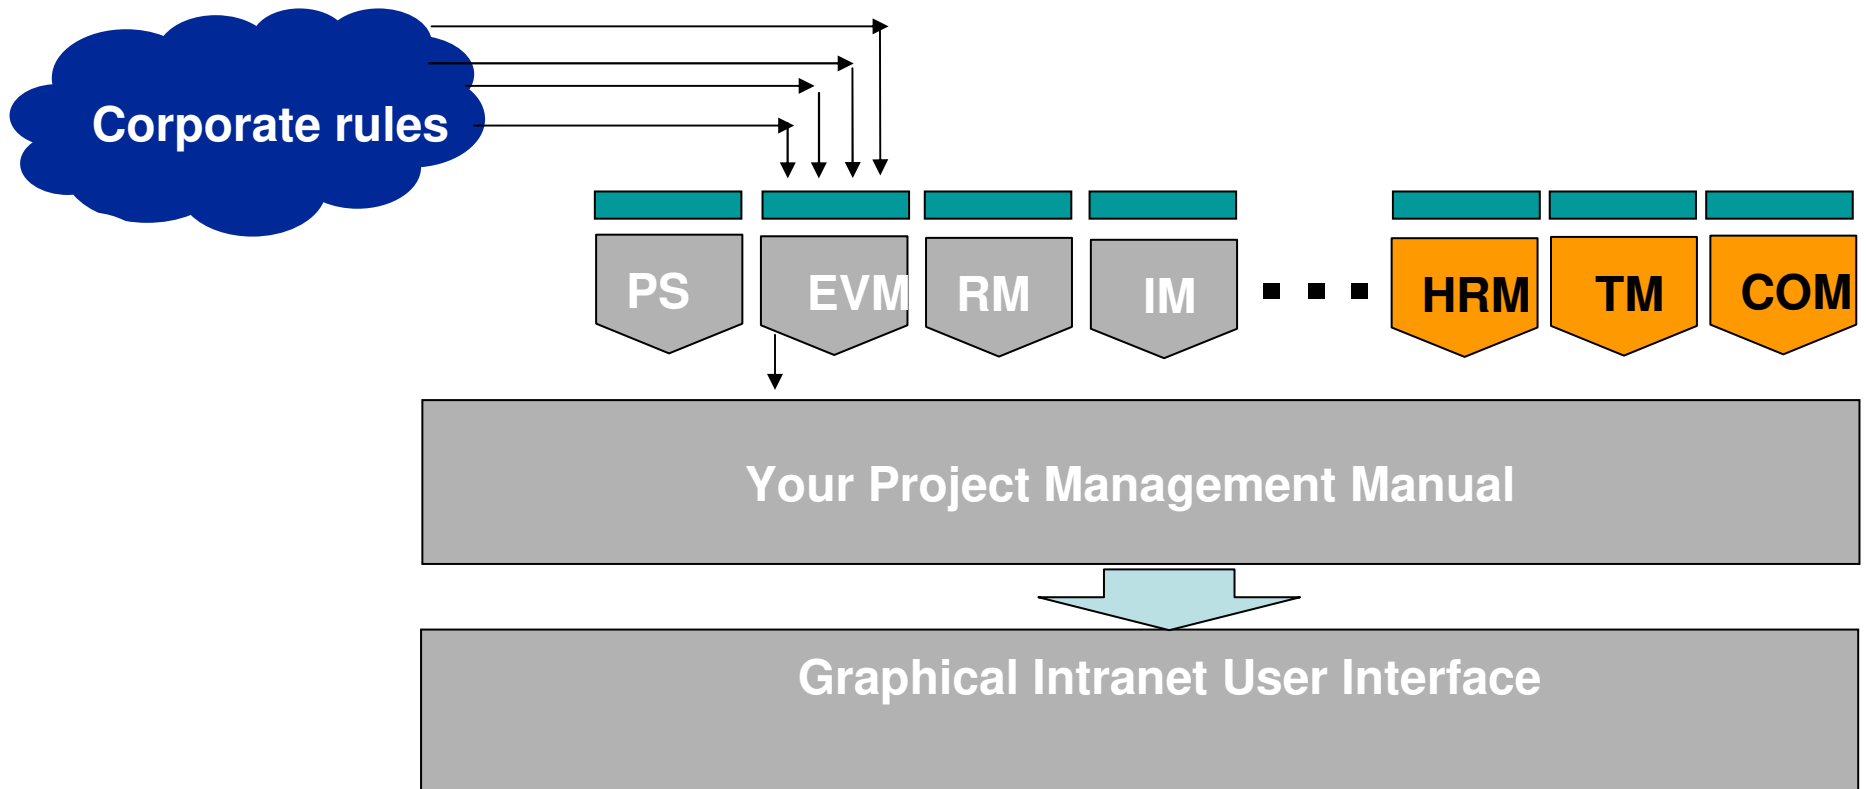 Corporate rules
PS
EVM
RM
IM
HRM
TM
COM
Your Project Management Manual
Graphical Intranet User Interface